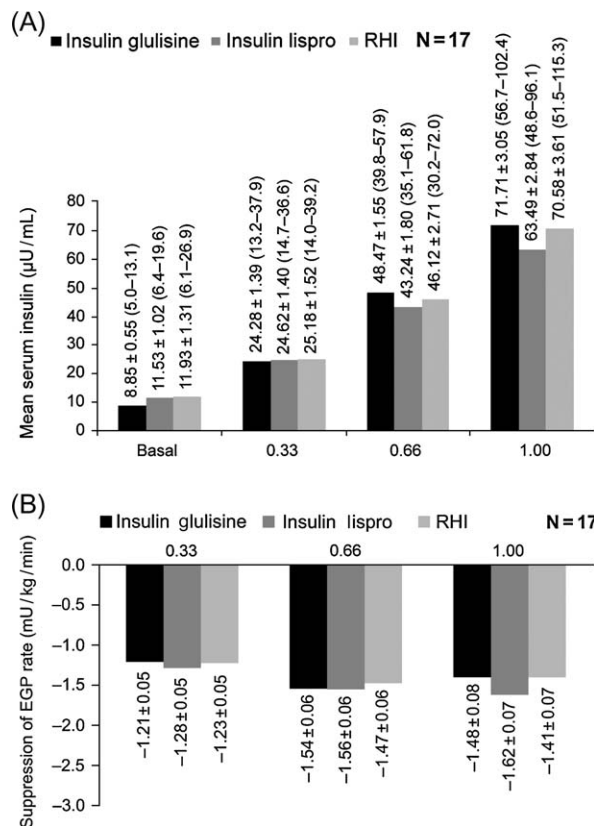 (A)
Insulin glulisine Insulin lispro RHI N = 17
Mean serum insulin (µU / mL)
80
70
60
50
40
30
20
10
0
8.85 ± 0.55 (5.0–13.1)
11.53 ± 1.02 (6.4–19.6)
11.93 ± 1.31 (6.1–26.9)
24.28 ± 1.39 (13.2–37.9)
24.62 ± 1.40 (14.7–36.6)
25.18 ± 1.52 (14.0–39.2)
48.47 ± 1.55 (39.8–57.9)
43.24 ± 1.80 (35.1–61.8)
46.12 ± 2.71 (30.2–72.0)
71.71 ± 3.05 (56.7–102.4)
63.49 ± 2.84 (48.6–96.1)
70.58 ± 3.61 (51.5–115.3)
Basal 0.33 0.66 1.00
(B)
Insulin glulisine Insulin lispro RHI N = 17
0.33 0.66 1.00
Suppression of EGP rate (mU / kg / min)
0.0
–0.5
–1.0
–1.5
–2.0
–2.5
–3.0
–1.21 ± 0.05
–1.28 ± 0.05
–1.23 ± 0.05
–1.54 ± 0.06
–1.56 ± 0.06
–1.47 ± 0.06
–1.48 ± 0.08
–1.62 ± 0.07
–1.41 ± 0.07